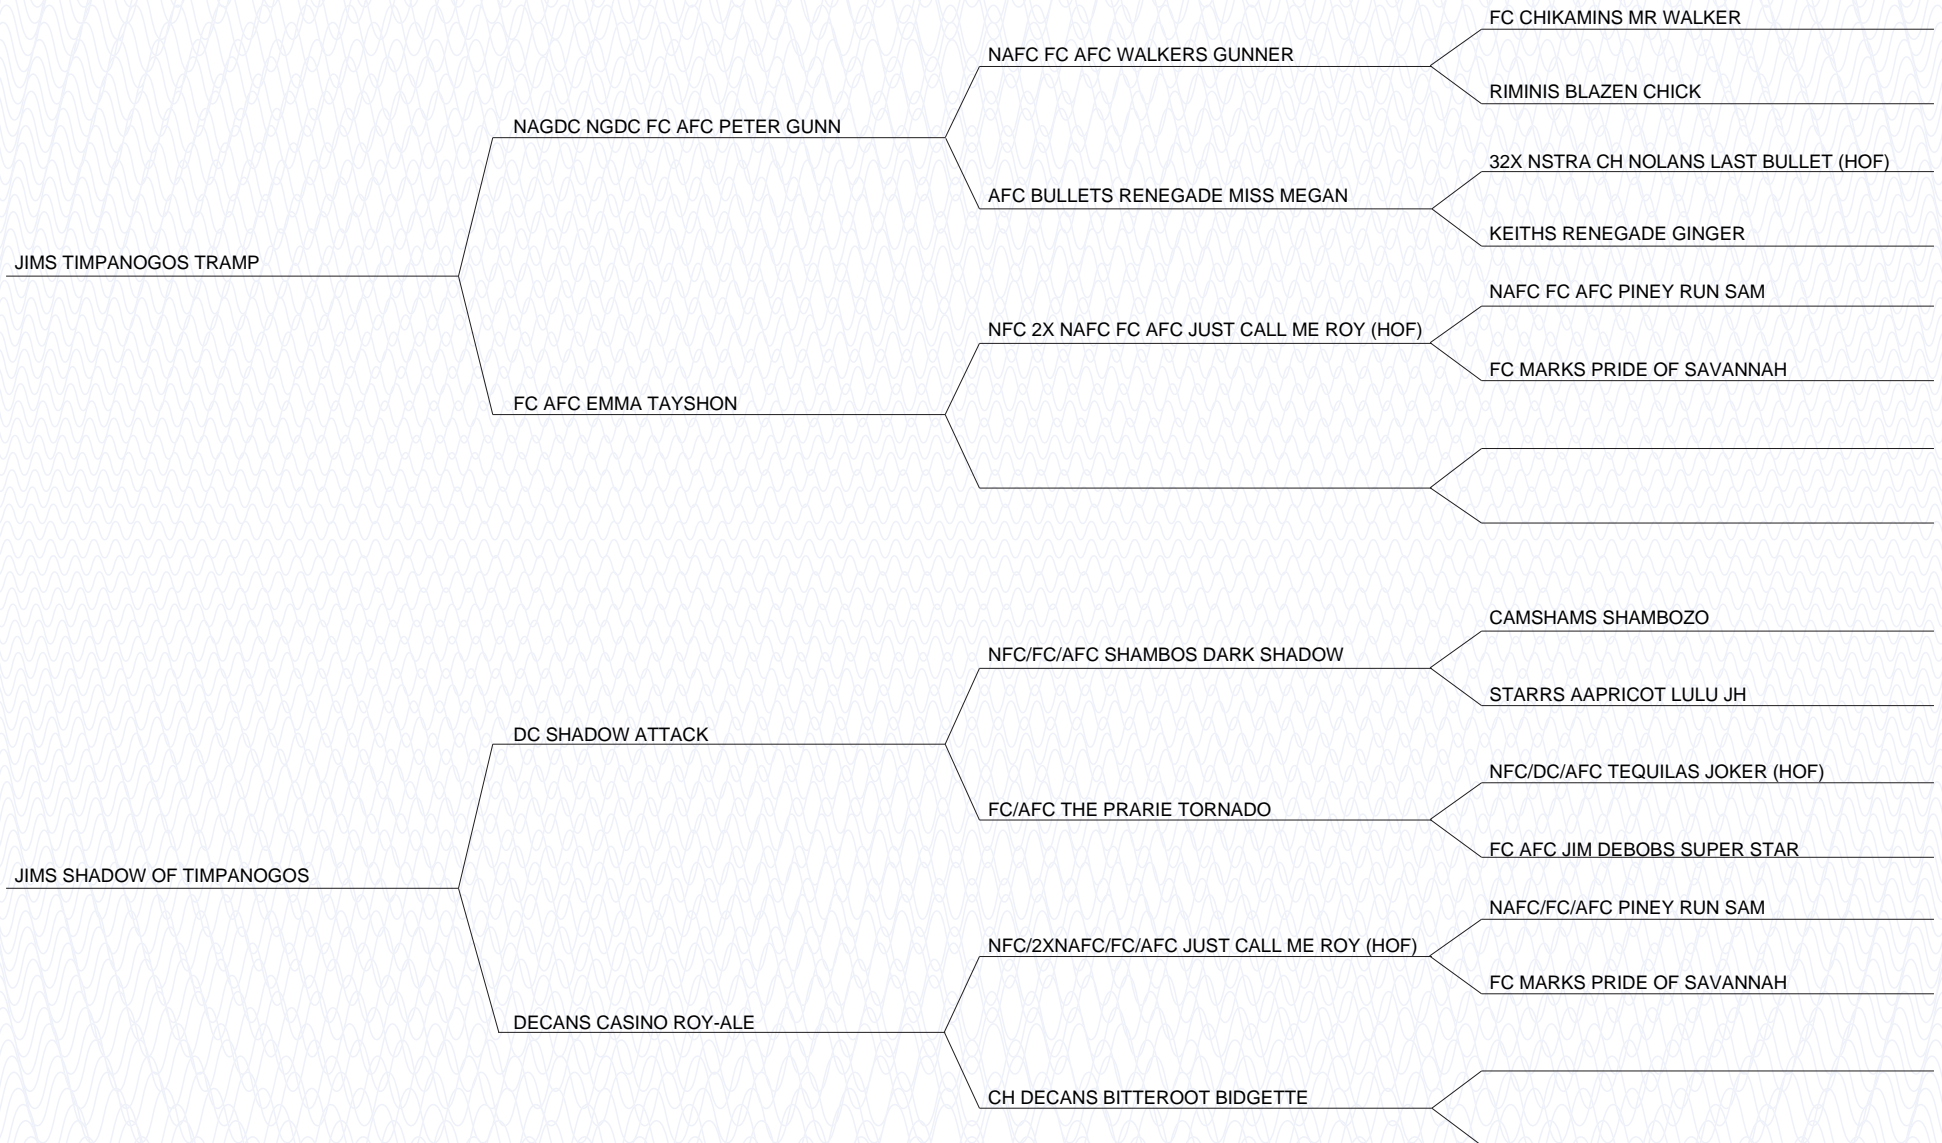 FC CHIKAMINS MR WALKER
NAFC FC AFC WALKERS GUNNER
RIMINIS BLAZEN CHICK
NAGDC NGDC FC AFC PETER GUNN
32X NSTRA CH NOLANS LAST BULLET (HOF)
AFC BULLETS RENEGADE MISS MEGAN
KEITHS RENEGADE GINGER
JIMS TIMPANOGOS TRAMP
NAFC FC AFC PINEY RUN SAM
NFC 2X NAFC FC AFC JUST CALL ME ROY (HOF)
FC MARKS PRIDE OF SAVANNAH
FC AFC EMMA TAYSHON
CAMSHAMS SHAMBOZO
NFC/FC/AFC SHAMBOS DARK SHADOW
STARRS AAPRICOT LULU JH
DC SHADOW ATTACK
NFC/DC/AFC TEQUILAS JOKER (HOF)
FC/AFC THE PRARIE TORNADO
FC AFC JIM DEBOBS SUPER STAR
JIMS SHADOW OF TIMPANOGOS
NAFC/FC/AFC PINEY RUN SAM
NFC/2XNAFC/FC/AFC JUST CALL ME ROY (HOF)
FC MARKS PRIDE OF SAVANNAH
DECANS CASINO ROY-ALE
CH DECANS BITTEROOT BIDGETTE